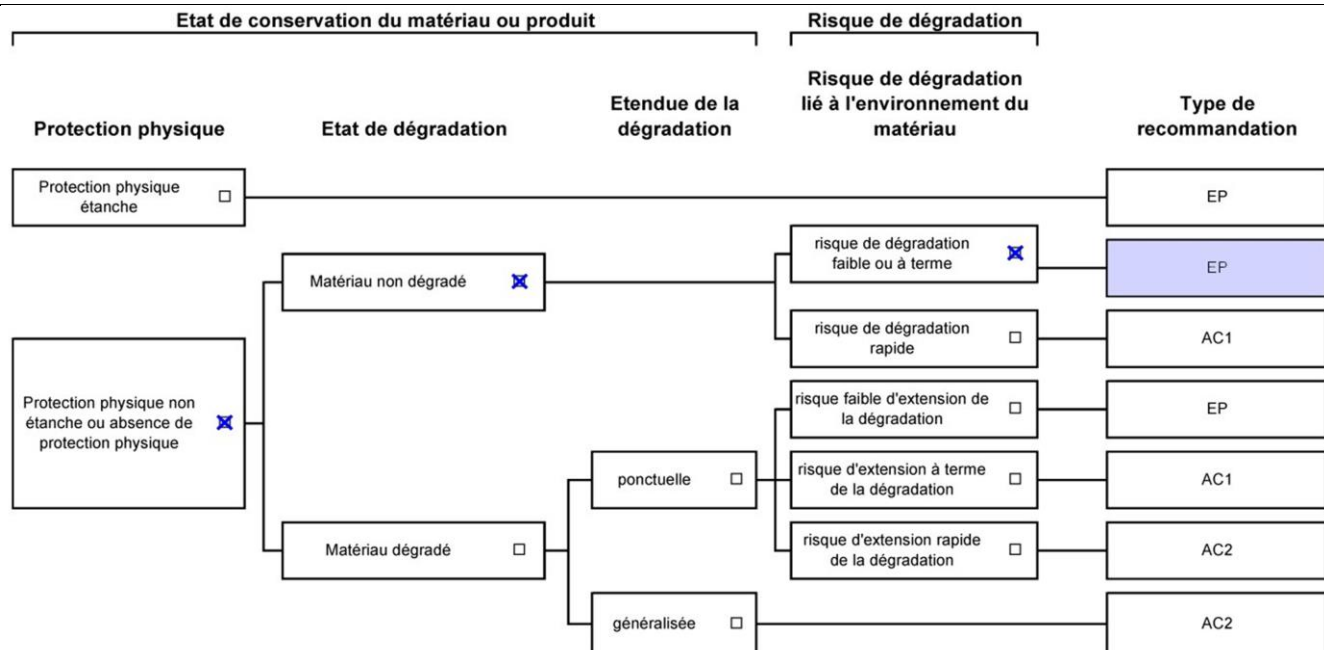 Etat de conservation du matériau ou produit
Risque de dégradation
Protection physique
Etat de dégradation
Etendue de la
dégradation
Risque de dégradation
lié à l'environnement du
matériau
Type de
recommandation
Protection physique
étanche
EP
Protection physique non
étanche ou absence de
protection physique
Matériau non dégradé
risque de dégradation
faible ou à terme
EP
risque de dégradation
rapide
AC1
Matériau dégradé
ponctuelle
risque faible d'extension de
la dégradation
EP
risque d'extension à terme
de la dégradation
AC1
risque d'extension rapide
de la dégradation
AC2
généralisée
AC2